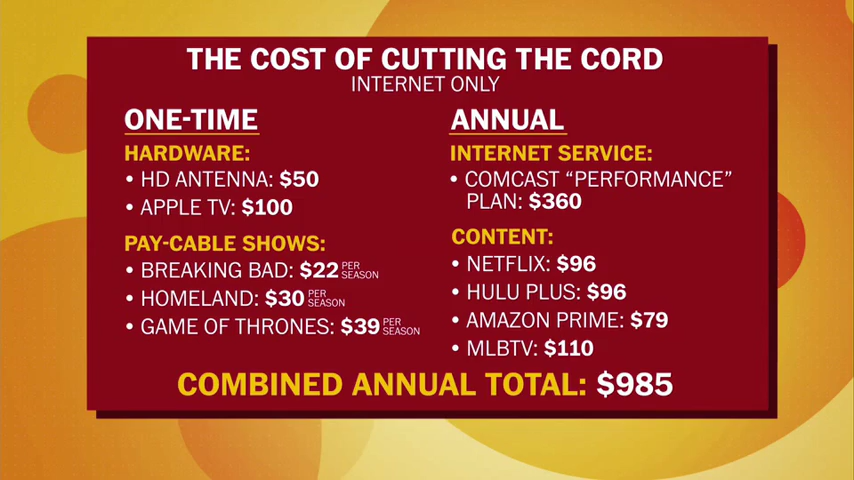 THE COST OF CUTTING THE CORD
INTERNET ONLY
ONE-TIME
HARDWARE:
• HD ANTENNA: $50
• APPLE TV: $100
PAY-CABLE SHOWS:
• BREAKING BAD: $22 PER SEASON
• HOMELAND: $30 PER SEASON
• GAME OF THRONES: $39 PER SEASON
ANNUAL
INTERNET SERVICE:
• COMCAST “PERFORMANCE”
PLAN: $360
CONTENT:
• NETFLIX: $96
• HULU PLUS: $96
• AMAZON PRIME: $79
• MLBTV: $110
COMBINED ANNUAL TOTAL: $985